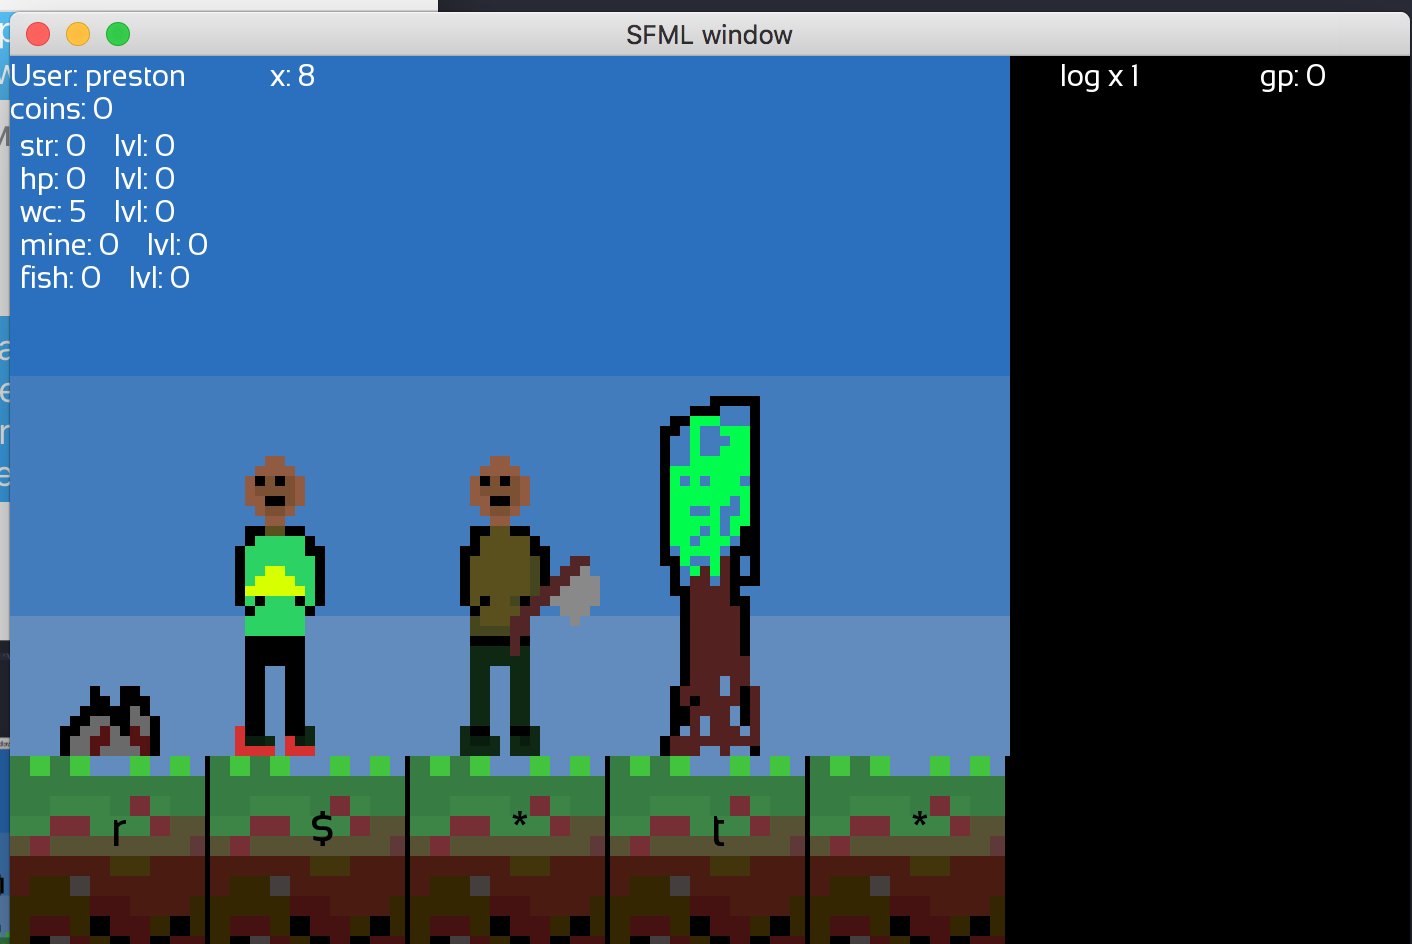 SFML window
User: preston x: 8 log x 1 gp: 0
coins: 0
str: 0 lvl: 0
hp: 0 lvl: 0
wc: 5 lvl: 0
mine: 0 lvl: 0
fish: 0 lvl: 0
r $ * t *